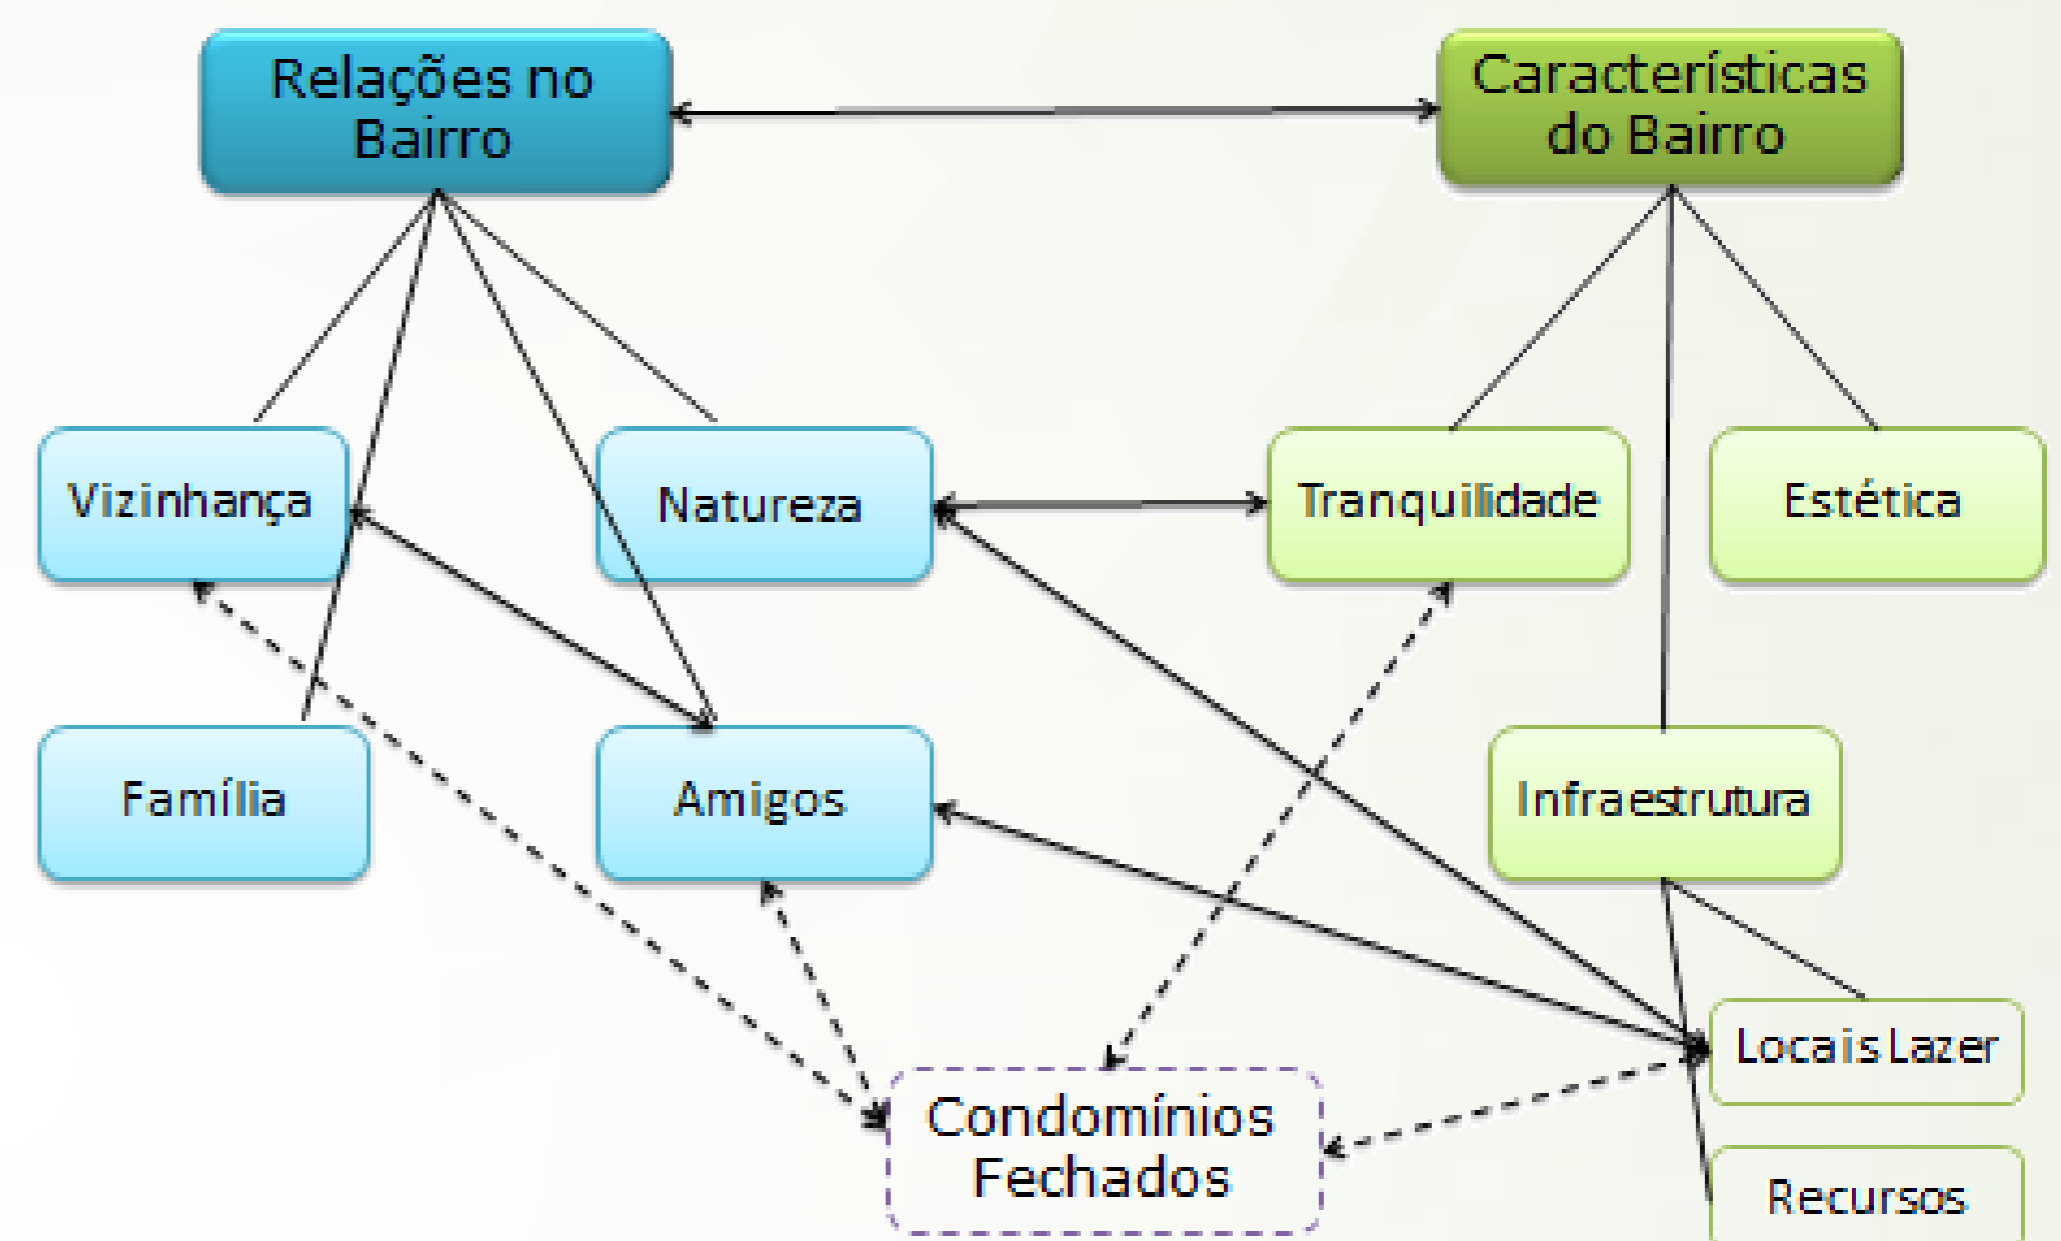 Relações no
Bairro
Características
do Bairro
Vizinhança
Natureza
Tranquilidade
Estética
Família
Amigos
Infraestrutura
Locais Lazer
Condomínios
Fechados
Recursos